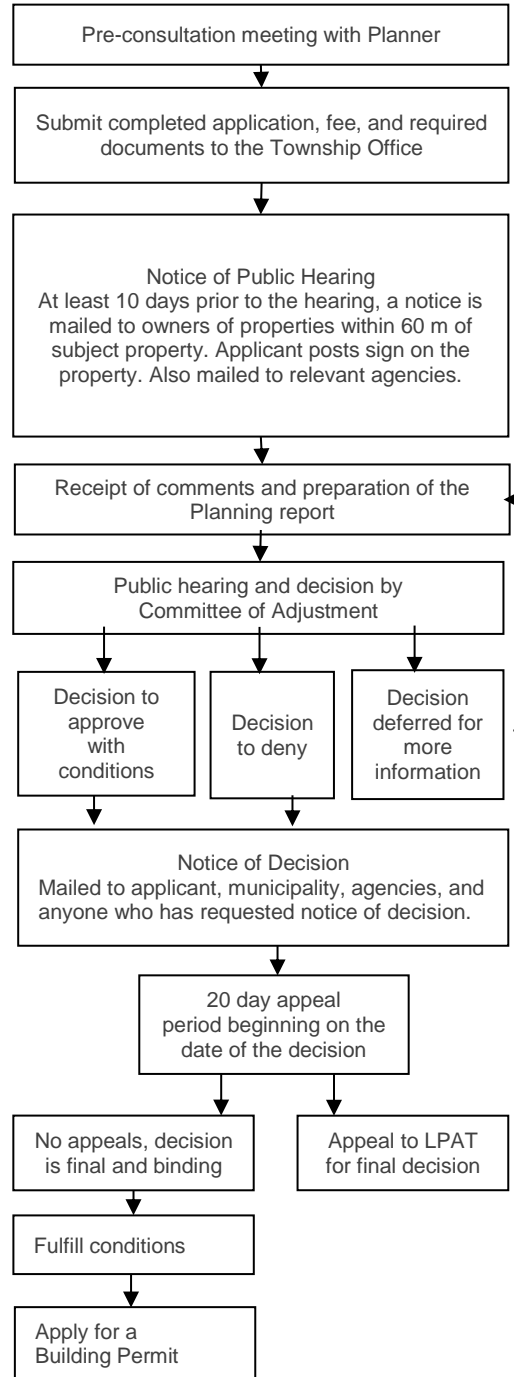 Pre-consultation meeting with Planner
Submit completed application, fee, and required
documents to the Township Office
Notice of Public Hearing
At least 10 days prior to the hearing, a notice is
mailed to owners of properties within 60 m of
subject property. Applicant posts sign on the
property. Also mailed to relevant agencies.
Receipt of comments and preparation of the
Planning report
Public hearing and decision by
Committee of Adjustment
Decision to
approve
with
conditions
Decision
to deny
Decision
deferred for
more
information
Notice of Decision
Mailed to applicant, municipality, agencies, and
anyone who has requested notice of decision.
20 day appeal
period beginning on the
date of the decision
No appeals, decision
is final and binding
Appeal to LPAT
for final decision
Fulfill conditions
Apply for a
Building Permit